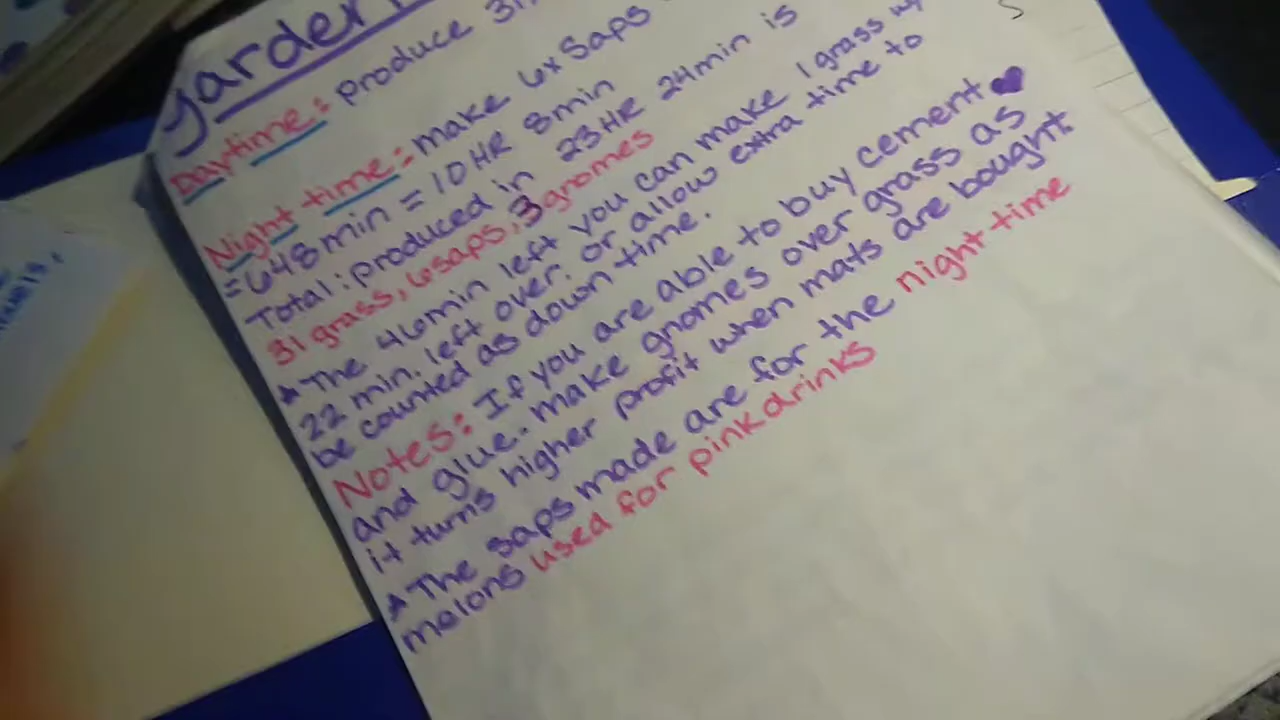 Daytime: Produce 31
Night time: make 6x Saps
= 648 min = 10 HR 8 min
Total: produced in 23 HR 24 min is
31 grass, 6 saps, 3 gnomes
★ The 46 min left you can make 1 grass w/
22 min. left over. or allow extra time to
be counted as down time.
Notes: If you are able to buy cement ♥
and glue. make gnomes over grass as
it turns higher profit when mats are bought
★ The saps made are for the night time
melons used for pink drinks